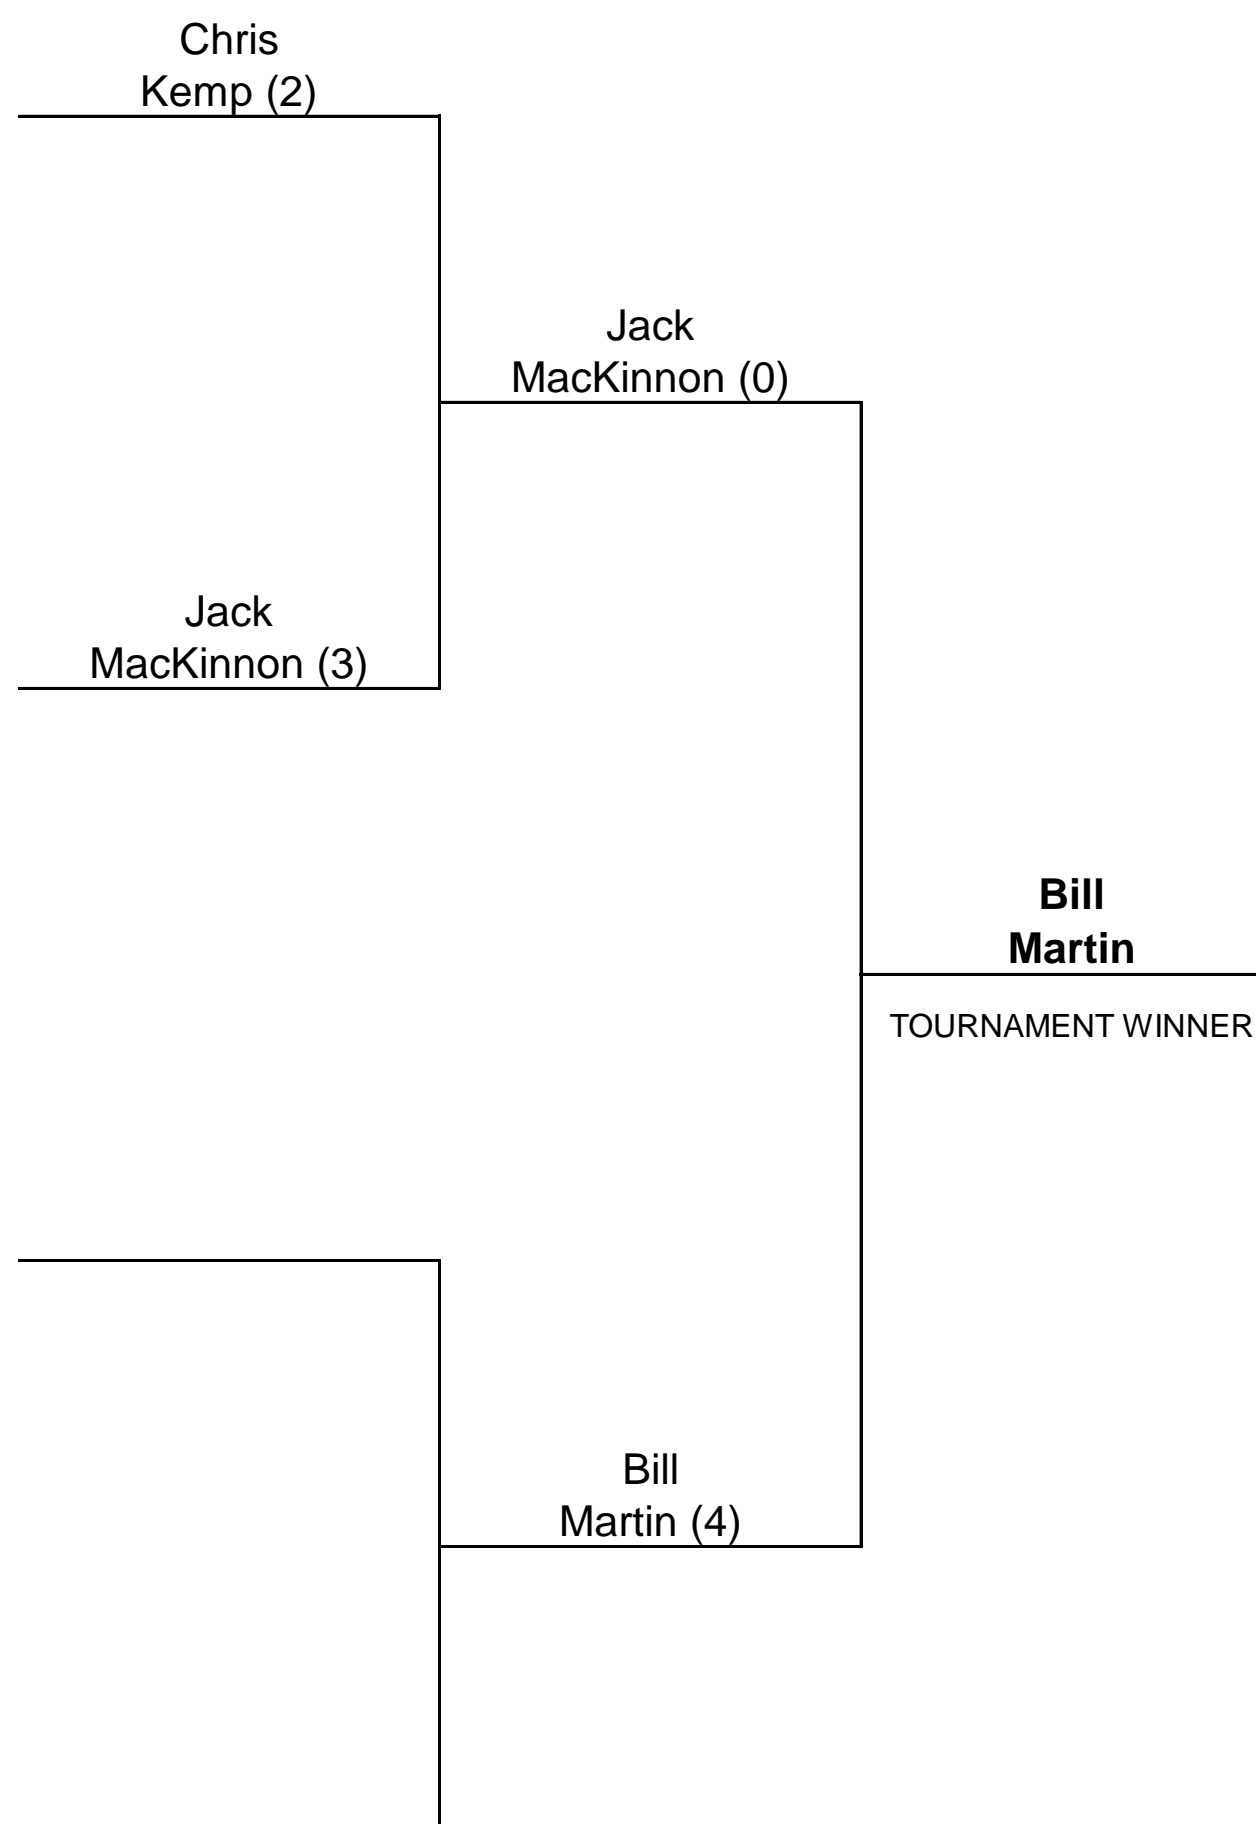 Chris
Kemp (2)
Jack
MacKinnon (0)
Jack
MacKinnon (3)
Bill
Martin
TOURNAMENT WINNER
Bill
Martin (4)